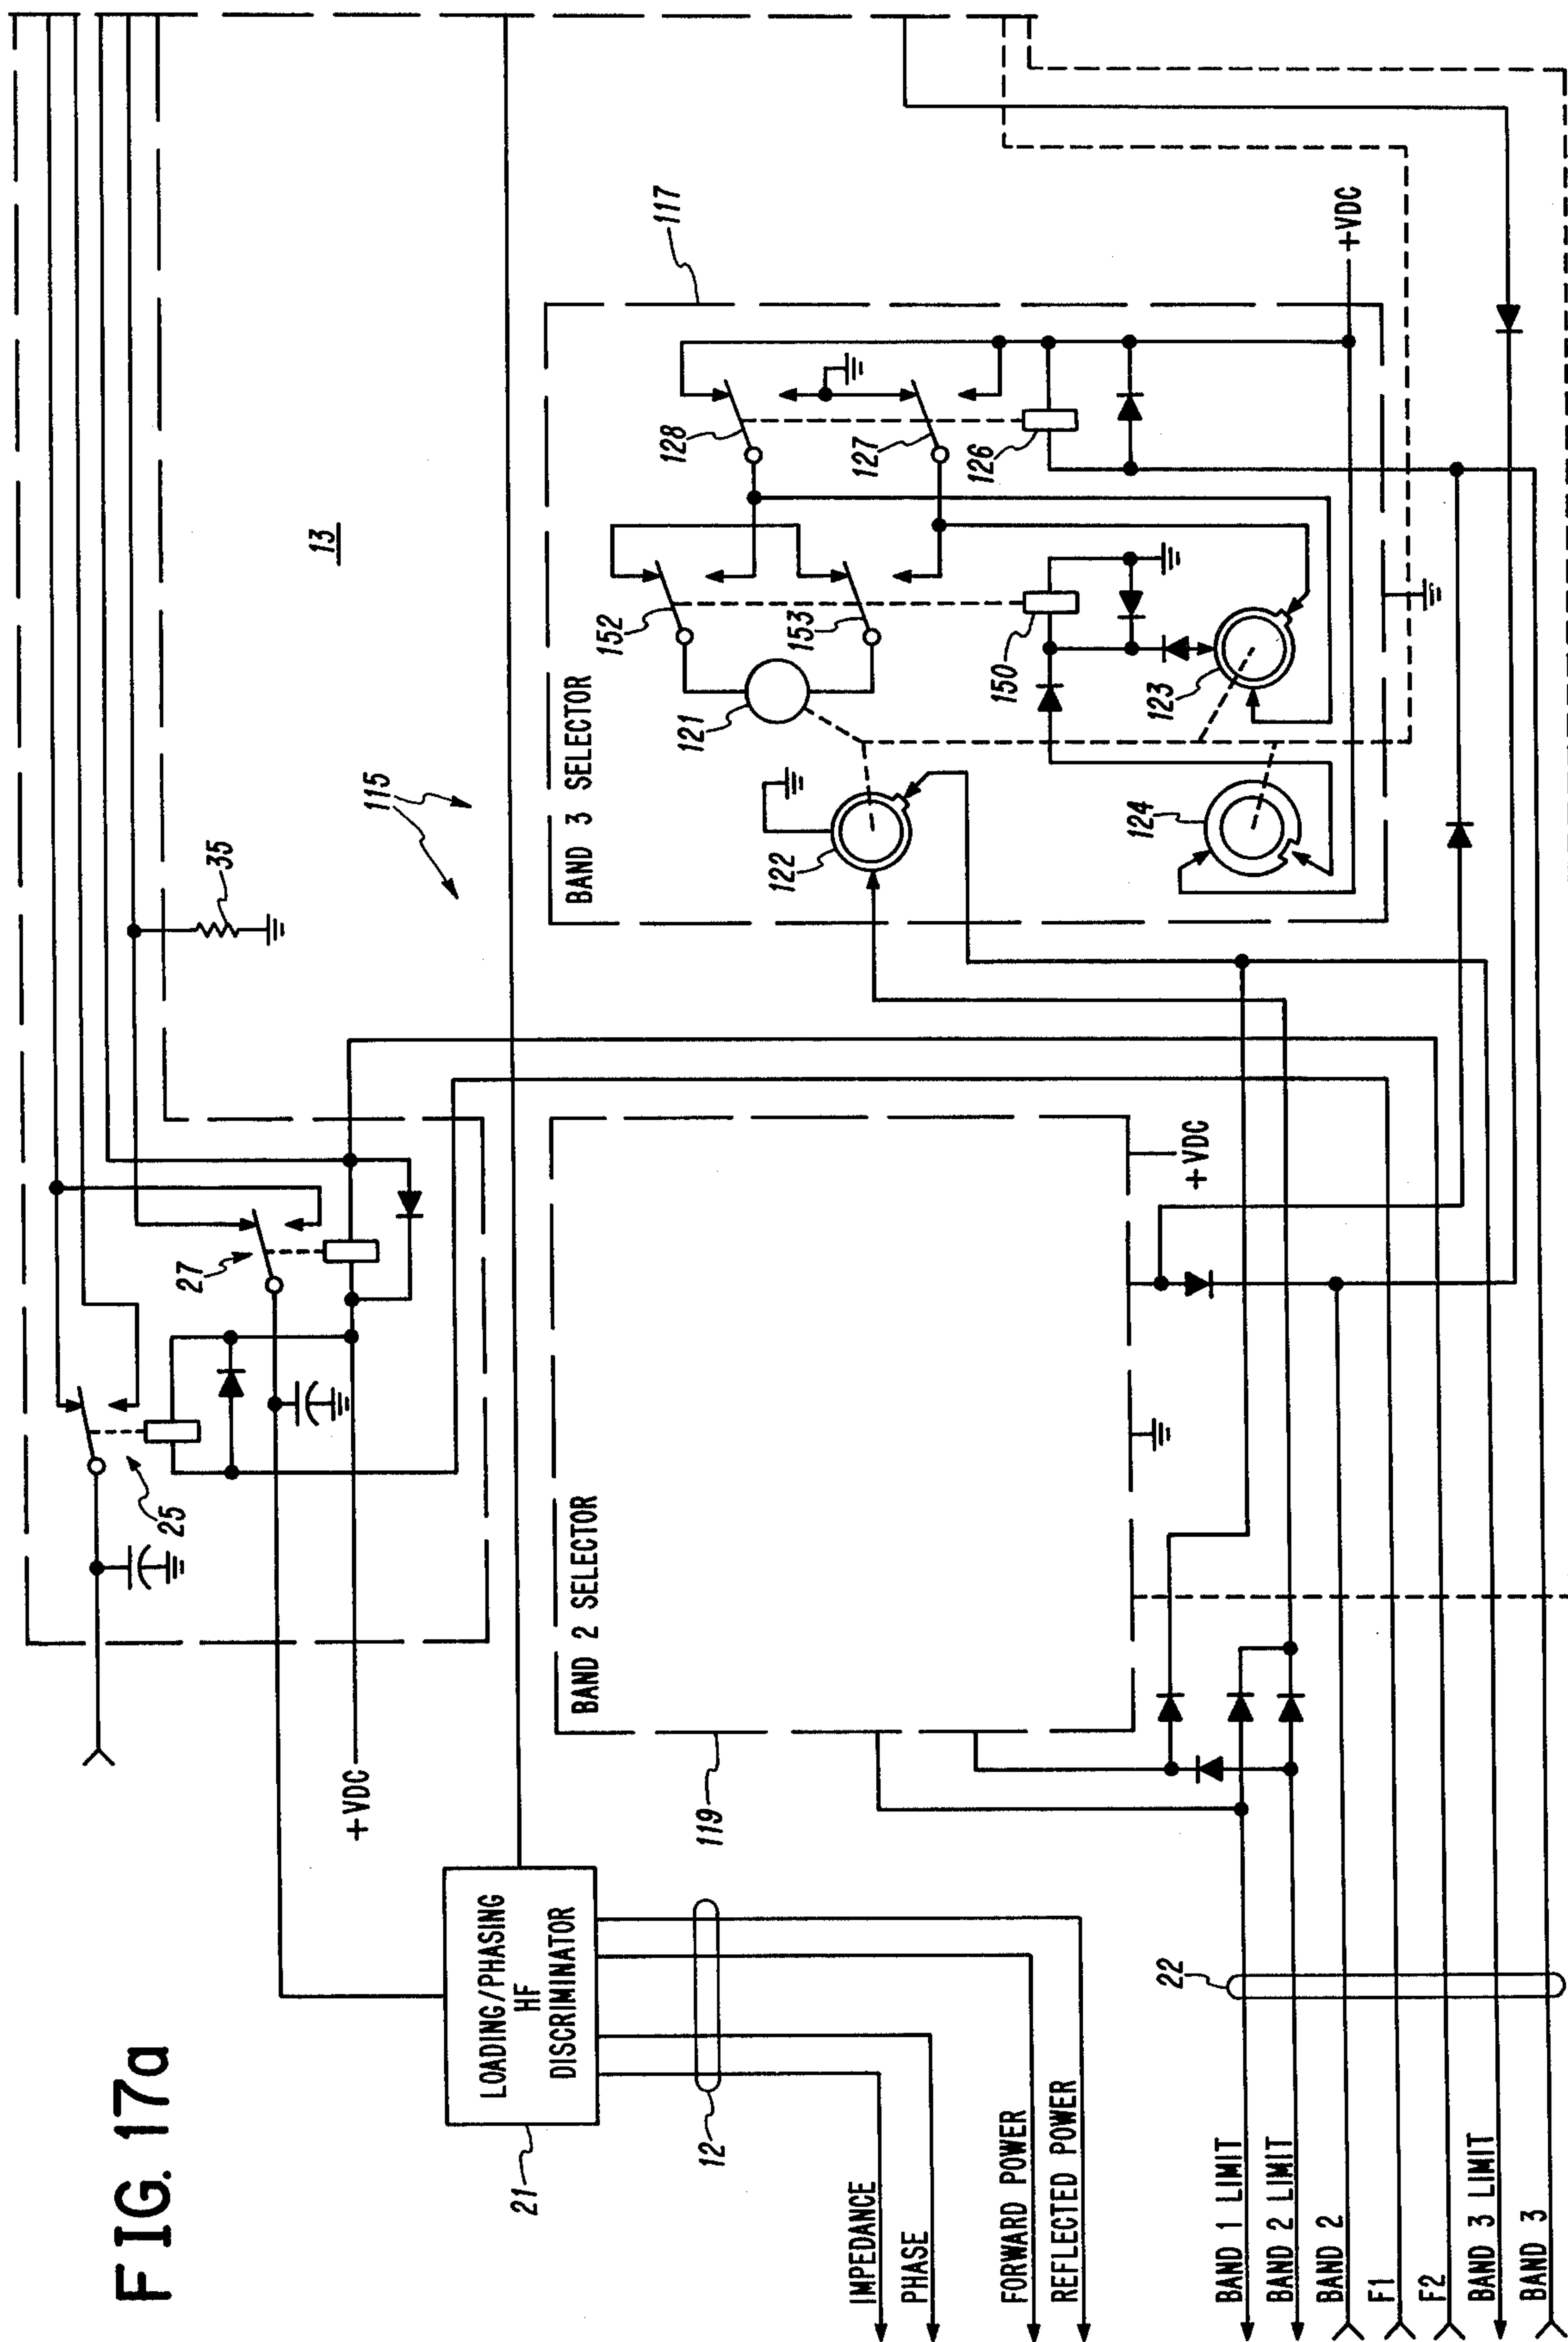 FIG. 17a
13
115
35
27
25
+VDC
LOADING/PHASING
HF
DISCRIMINATOR
21
12
IMPEDANCE
PHASE
FORWARD POWER
REFLECTED POWER
BAND 2 SELECTOR
119
+VDC
BAND 3 SELECTOR
117
128
127
126
152
153
150
121
122
123
124
+VDC
22
BAND 1 LIMIT
BAND 2 LIMIT
BAND 2
F1
F2
BAND 3 LIMIT
BAND 3